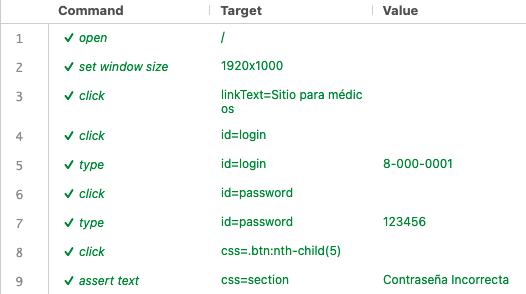 Command Target Value
1 ✓ open /
2 ✓ set window size 1920x1000
3 ✓ click linkText=Sitio para médic
os
4 ✓ click id=login
5 ✓ type id=login 8-000-0001
6 ✓ click id=password
7 ✓ type id=password 123456
8 ✓ click css=.btn:nth-child(5)
9 ✓ assert text css=section Contraseña Incorrecta